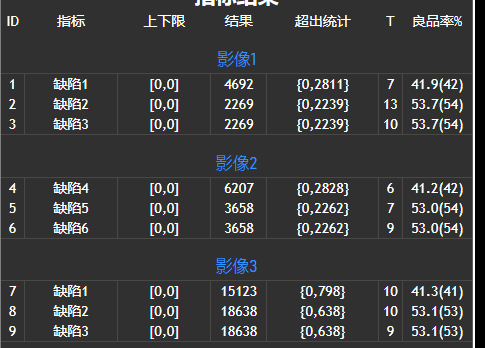 指标结果
ID 指标 上下限 结果 超出统计 T 良品率%
影像1
1 缺陷1 [0,0] 4692 {0,2811} 7 41.9(42)
2 缺陷2 [0,0] 2269 {0,2239} 13 53.7(54)
3 缺陷3 [0,0] 2269 {0,2239} 10 53.7(54)
影像2
4 缺陷4 [0,0] 6207 {0,2828} 6 41.2(42)
5 缺陷5 [0,0] 3658 {0,2262} 7 53.0(54)
6 缺陷6 [0,0] 3658 {0,2262} 9 53.0(54)
影像3
7 缺陷1 [0,0] 15123 {0,798} 10 41.3(41)
8 缺陷2 [0,0] 18638 {0,638} 10 53.1(53)
9 缺陷3 [0,0] 18638 {0,638} 9 53.1(53)